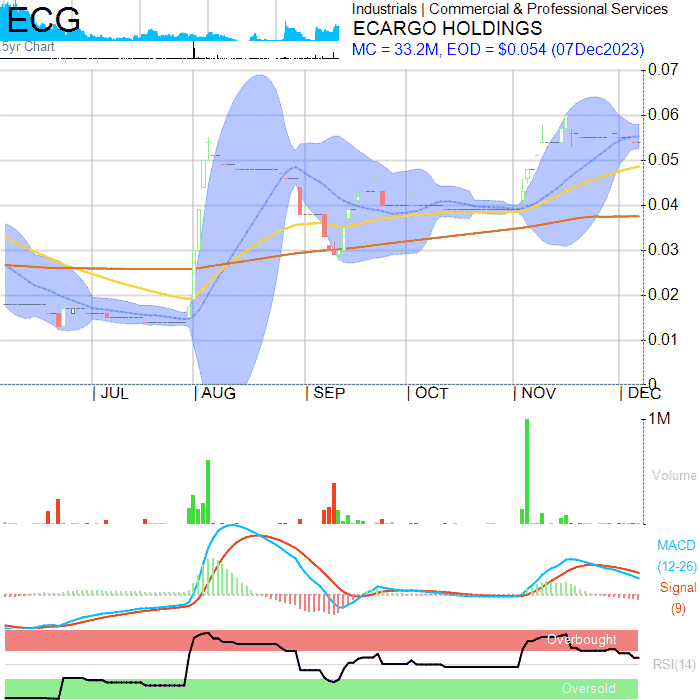 ECG
Industrials | Commercial & Professional Services
ECARGO HOLDINGS
5yr Chart
MC = 33.2M, EOD = $0.054 (07Dec2023)
0.07
0.06
0.05
0.04
0.03
0.02
0.01
0
JUL AUG SEP OCT NOV DEC
1M
Volume
MACD
(12-26)
Signal
(9)
Overbought
RSI(14)
Oversold